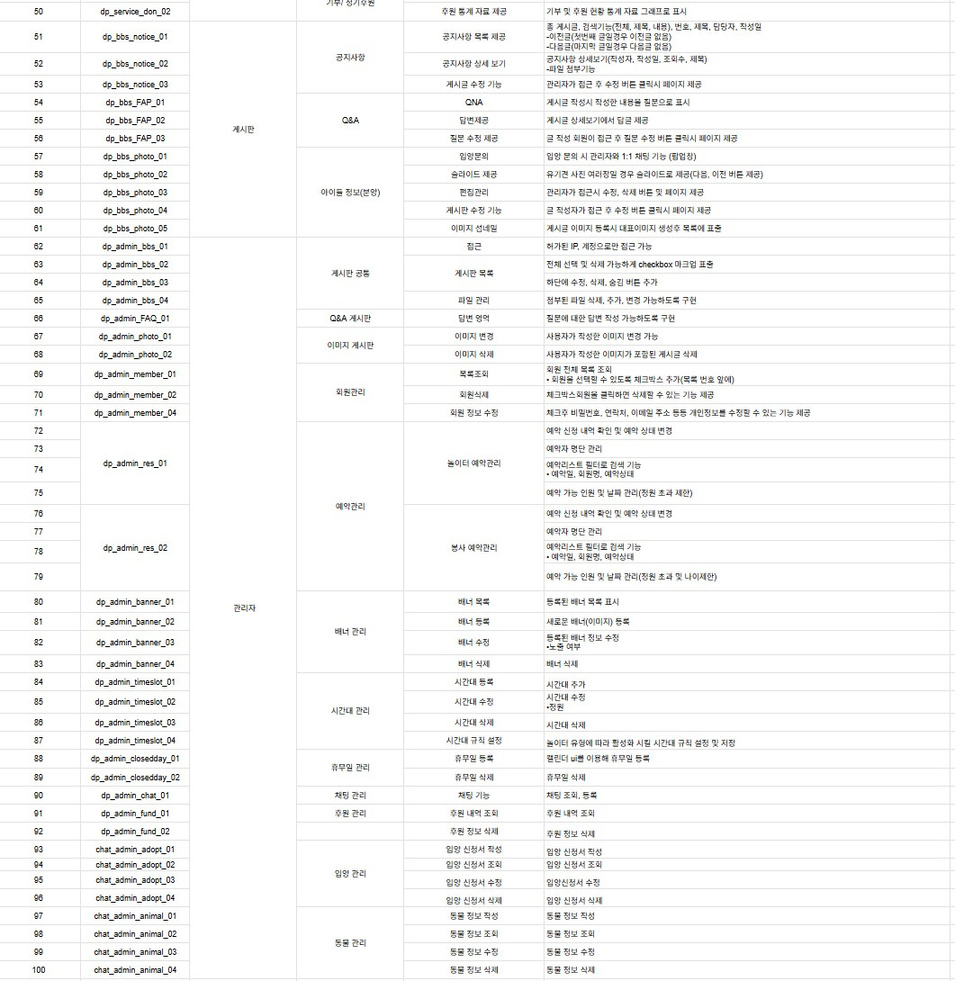 기부/ 정기후원
50 dp_service_don_02 후원 통계 자료 제공 기부 및 후원 현황 통계 자료 그래프로 표시
51 dp_bbs_notice_01 게시판 공지사항 공지사항 목록 제공 총 게시글, 검색기능(전체, 제목, 내용), 번호, 제목, 담당자, 작성일
-이전글(첫번째 글일경우 이전글 없음)
-다음글(마지막 글일경우 다음글 없음)
52 dp_bbs_notice_02 공지사항 상세 보기 공지사항 상세보기(작성자, 작성일, 조회수, 제목)
-파일 첨부기능
53 dp_bbs_notice_03 게시글 수정 기능 관리자가 접근 후 수정 버튼 클릭시 페이지 제공
54 dp_bbs_FAP_01 Q&A QNA 게시글 작성시 작성한 내용을 질문으로 표시
55 dp_bbs_FAP_02 답변제공 게시글 상세보기에서 답글 제공
56 dp_bbs_FAP_03 질문 수정 제공 글 작성 회원이 접근 후 질문 수정 버튼 클릭시 페이지 제공
57 dp_bbs_photo_01 아이들 정보(분양) 입양문의 입양 문의 시 관리자와 1:1 채팅 기능 (팝업창)
58 dp_bbs_photo_02 슬라이드 제공 유기견 사진 여러장일 경우 슬라이드로 제공(다음, 이전 버튼 제공)
59 dp_bbs_photo_03 편집관리 관리자가 접근시 수정, 삭제 버튼 및 페이지 제공
60 dp_bbs_photo_04 게시판 수정 기능 글 작성자가 접근 후 수정 버튼 클릭시 페이지 제공
61 dp_bbs_photo_05 이미지 섬네일 게시글 이미지 등록시 대표이미지 생성후 목록에 표출
62 dp_admin_bbs_01 관리자 게시판 공통 접근 허가된 IP, 계정으로만 접근 가능
63 dp_admin_bbs_02 게시판 목록 전체 선택 및 삭제 가능하게 checkbox 마크업 표출
64 dp_admin_bbs_03 하단에 수정, 삭제, 숨김 버튼 추가
65 dp_admin_bbs_04 파일 관리 첨부된 파일 삭제, 추가, 변경 가능하도록 구현
66 dp_admin_FAQ_01 Q&A 게시판 답변 영역 질문에 대한 답변 작성 가능하도록 구현
67 dp_admin_photo_01 이미지 게시판 이미지 변경 사용자가 작성한 이미지 변경 가능
68 dp_admin_photo_02 이미지 삭제 사용자가 작성한 이미지가 포함된 게시글 삭제
69 dp_admin_member_01 회원관리 목록조회 회원 전체 목록 조회
• 회원을 선택할 수 있도록 체크박스 추가(목록 번호 앞에)
70 dp_admin_member_02 회원삭제 체크박스회원을 클릭하면 삭제할 수 있는 기능 제공
71 dp_admin_member_04 회원 정보 수정 체크후 비밀번호, 연락처, 이메일 주소 등등 개인정보를 수정할 수 있는 기능 제공
72 dp_admin_res_01 예약관리 놀이터 예약관리 예약 신청 내역 확인 및 예약 상태 변경
73 예약자 명단 관리
74 예약리스트 필터로 검색 기능
• 예약일, 회원명, 예약상태
75 예약 가능 인원 및 날짜 관리(정원 초과 제한)
76 dp_admin_res_02 봉사 예약관리 예약 신청 내역 확인 및 예약 상태 변경
77 예약자 명단 관리
78 예약리스트 필터로 검색 기능
• 예약일, 회원명, 예약상태
79 예약 가능 인원 및 날짜 관리(정원 초과 및 나이제한)
80 dp_admin_banner_01 배너 관리 배너 목록 등록된 배너 목록 표시
81 dp_admin_banner_02 배너 등록 새로운 배너(이미지) 등록
82 dp_admin_banner_03 배너 수정 등록된 배너 정보 수정
•노출 여부
83 dp_admin_banner_04 배너 삭제 배너 삭제
84 dp_admin_timeslot_01 시간대 관리 시간대 등록 시간대 추가
85 dp_admin_timeslot_02 시간대 수정 시간대 수정
•정원
86 dp_admin_timeslot_03 시간대 삭제 시간대 삭제
87 dp_admin_timeslot_04 시간대 규칙 설정 놀이터 유형에 따라 활성화 시킬 시간대 규칙 설정 및 저장
88 dp_admin_closedday_01 휴무일 관리 휴무일 등록 캘린더 ui를 이용해 휴무일 등록
89 dp_admin_closedday_02 휴무일 삭제 휴무일 삭제
90 dp_admin_chat_01 채팅 관리 채팅 기능 채팅 조회, 등록
91 dp_admin_fund_01 후원 관리 후원 내역 조회 후원 내역 조회
92 dp_admin_fund_02 후원 정보 삭제 후원 정보 삭제
93 chat_admin_adopt_01 입양 관리 입양 신청서 작성 입양 신청서 작성
94 chat_admin_adopt_02 입양 신청서 조회 입양 신청서 조회
95 chat_admin_adopt_03 입양 신청서 수정 입양신청서 수정
96 chat_admin_adopt_04 입양 신청서 삭제 입양 신청서 삭제
97 chat_admin_animal_01 동물 관리 동물 정보 작성 동물 정보 작성
98 chat_admin_animal_02 동물 정보 조회 동물 정보 조회
99 chat_admin_animal_03 동물 정보 수정 동물 정보 수정
100 chat_admin_animal_04 동물 정보 삭제 동물 정보 삭제